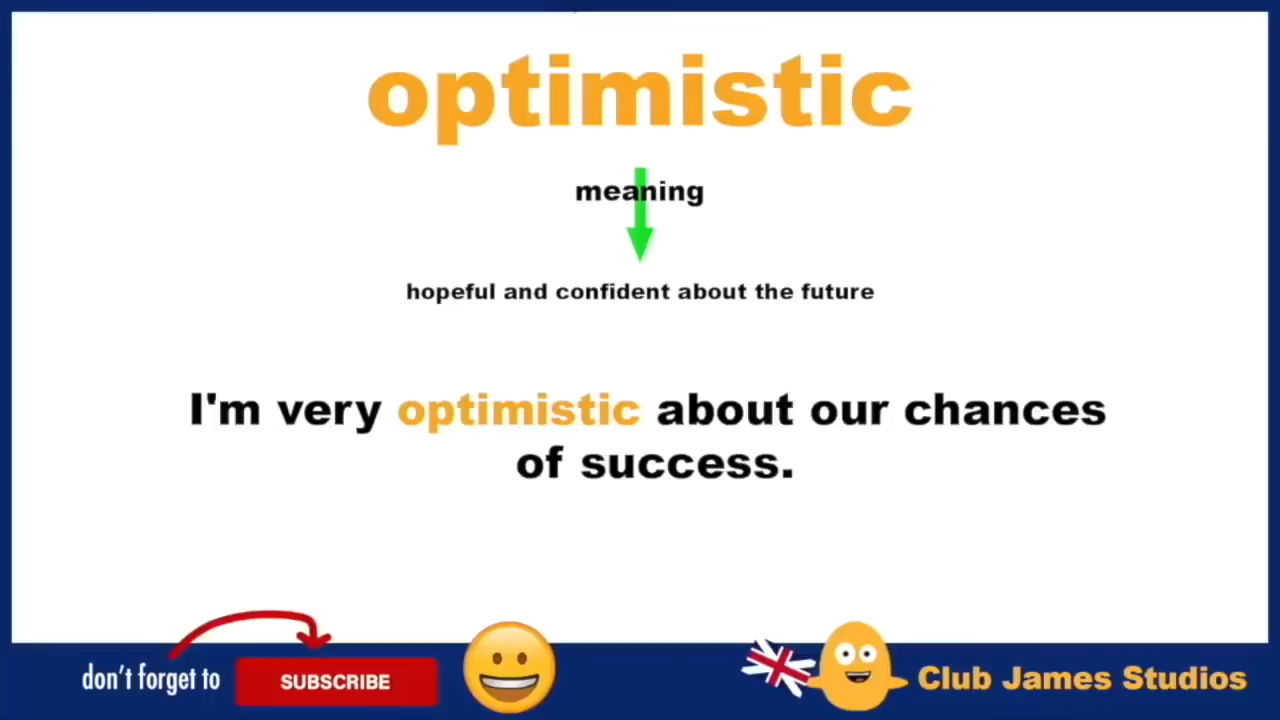 optimistic
meaning
hopeful and confident about the future
I'm very optimistic about our chances
of success.
don't forget to
SUBSCRIBE
Club James Studios